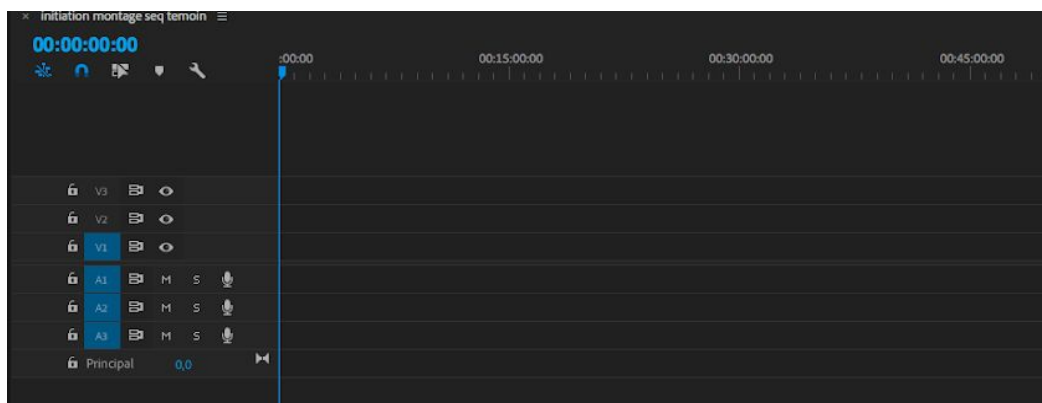 × initiation montage seq temoin ≡
00:00:00:00
:00:00 00:15:00:00 00:30:00:00 00:45:00:00
V3
V2
V1
A1 M S
A2 M S
A3 M S
Principal 0,0